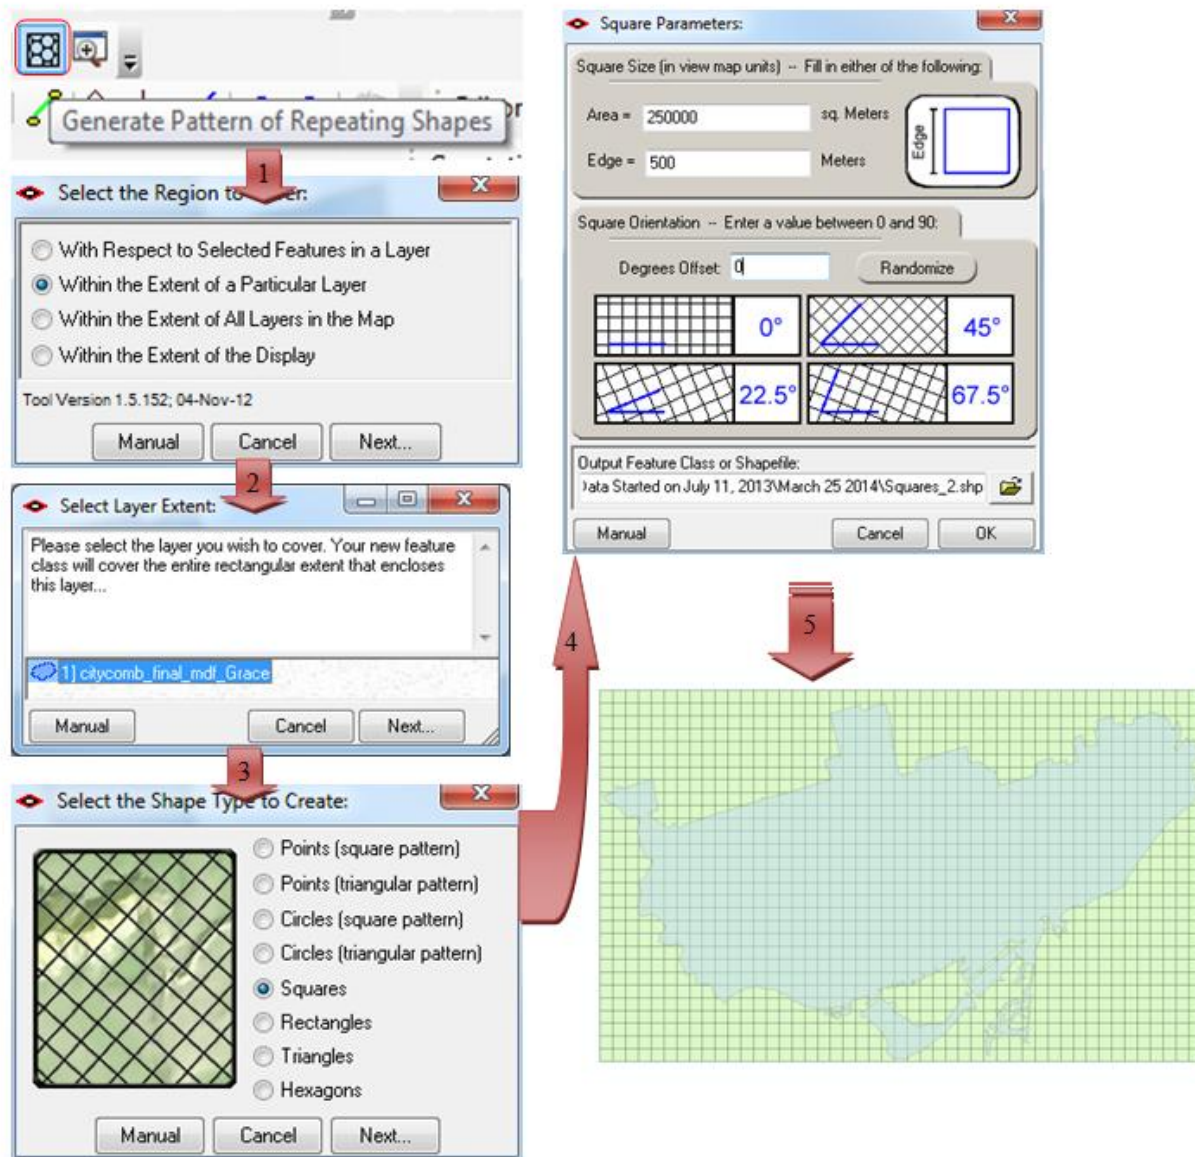 Generate Pattern of Repeating Shapes
1
Select the Region to
er:
With Respect to Selected Features in a Layer
Within the Extent of a Particular Layer
Within the Extent of All Layers in the Map
Within the Extent of the Display
Tool Version 1.5.152; 04-Nov-12
Manual
Cancel
Next...
2
Select Layer Extent:
Please select the layer you wish to cover. Your new feature
class will cover the entire rectangular extent that encloses
this layer...
1] citycomb_final_mdf_Grace
Manual
Cancel
Next...
3
Select the Shape Type to Create:
Points (square pattern)
Points (triangular pattern)
Circles (square pattern)
Circles (triangular pattern)
Squares
Rectangles
Triangles
Hexagons
Manual
Cancel
Next...
4
Square Parameters:
Square Size (in view map units) -- Fill in either of the following:
Area = 250000 sq. Meters
Edge = 500 Meters
Edge
Square Orientation -- Enter a value between 0 and 90:
Degrees Offset: 0 Randomize
0° 45°
22.5° 67.5°
Output Feature Class or Shapefile:
ata Started on July 11, 2013\March 25 2014\Squares_2.shp
Manual
Cancel
OK
5